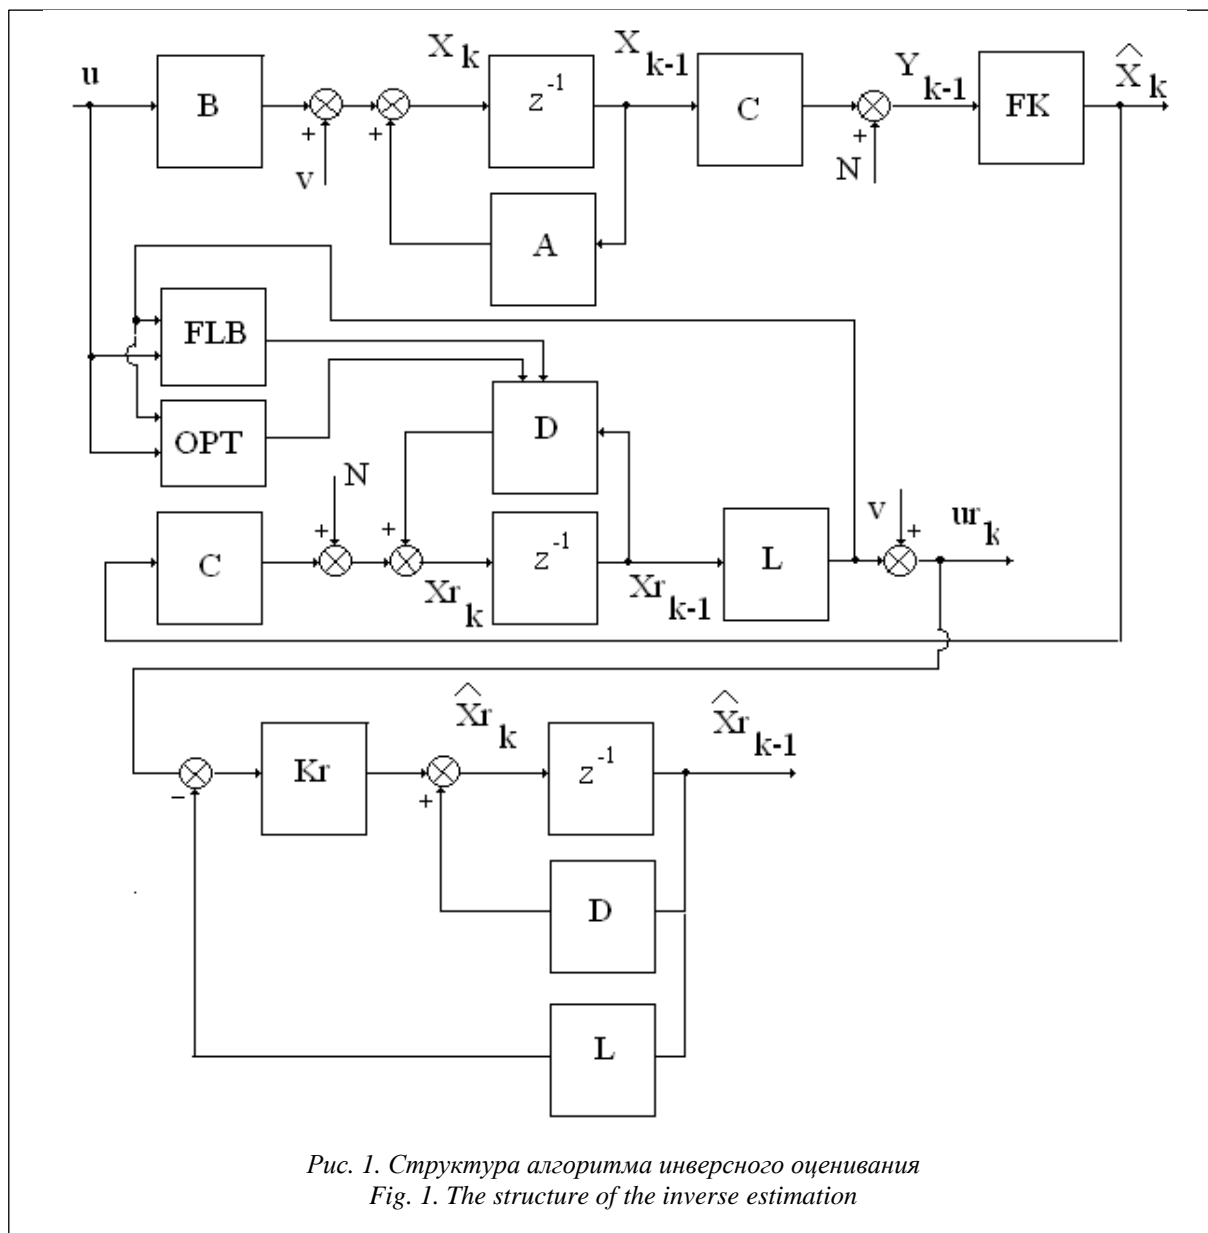 u
B
+
v
+
X k
z -1
X k-1
C
+
N
Y k-1
FK
X̂ k
A
FLB
OPT
D
C
+
N
+
Xr k
z -1
Xr k-1
L
v
+
ur k
−
Kr
+
X̂r k
z -1
X̂r k-1
D
L
Рис. 1. Структура алгоритма инверсного оценивания
Fig. 1. The structure of the inverse estimation